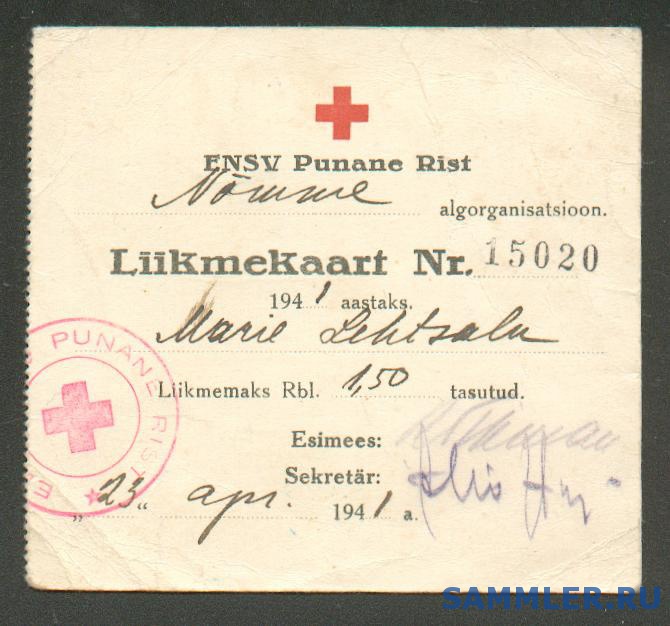 ENSV Punane Rist
Nõmme algorganisatsioon.
Liikmekaart Nr. 15020
1941 aastaks.
Marie Lehtsalu
Liikmemaks Rbl. 1,50 tasutud.
Esimees:
Sekretär:
„23“ apr. 1941 a.
PUNANE RIST
SAMMLER.RU